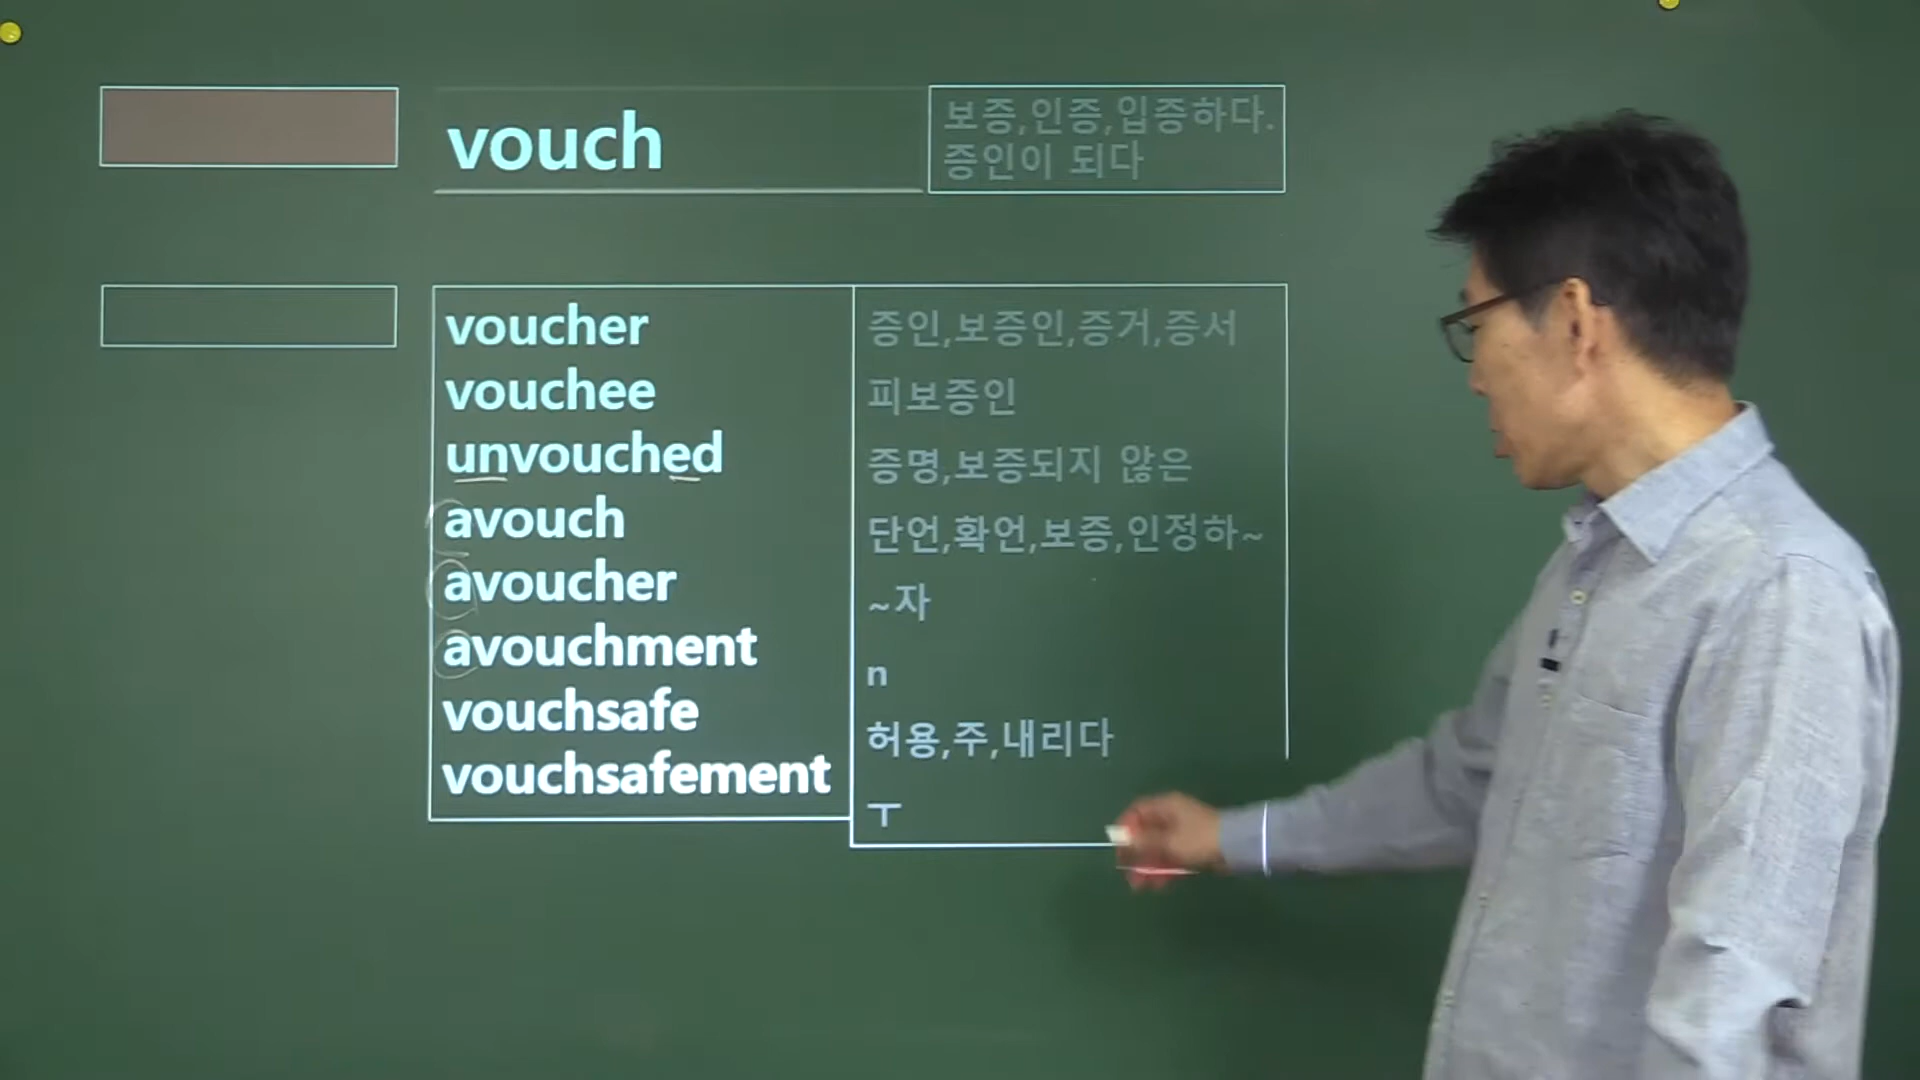 vouch
보증,인증,입증하다.
증인이 되다
voucher
증인,보증인,증거,증서
vouchee
피보증인
unvouched
증명,보증되지 않은
avouch
단언,확언,보증,인정하~
avoucher
~자
avouchment
n
vouchsafe
허용,주,내리다
vouchsafement
ㅜ